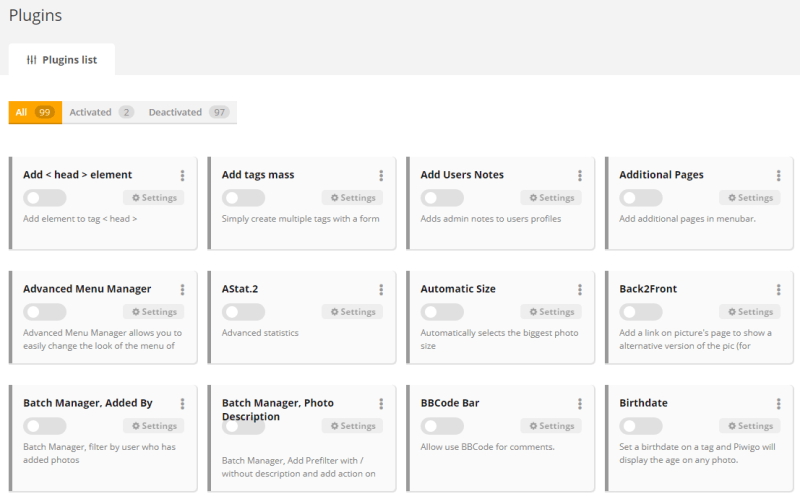 Plugins
Plugins list
All 99 Activated 2 Deactivated 97
Add < head > element
Settings
Add element to tag < head >
Add tags mass
Settings
Simply create multiple tags with a form
Add Users Notes
Settings
Adds admin notes to users profiles
Additional Pages
Settings
Add additional pages in menubar.
Advanced Menu Manager
Settings
Advanced Menu Manager allows you to
easily change the look of the menu of
AStat.2
Settings
Advanced statistics
Automatic Size
Settings
Automatically selects the biggest photo
size
Back2Front
Settings
Add a link on picture's page to show a
alternative version of the pic (for
Batch Manager, Added By
Settings
Batch Manager, filter by user who has
added photos
Batch Manager, Photo
Description
Settings
Batch Manager, Add Prefilter with /
without description and add action on
BBCode Bar
Settings
Allow use BBCode for comments.
Birthdate
Settings
Set a birthdate on a tag and Piwigo will
display the age on any photo.